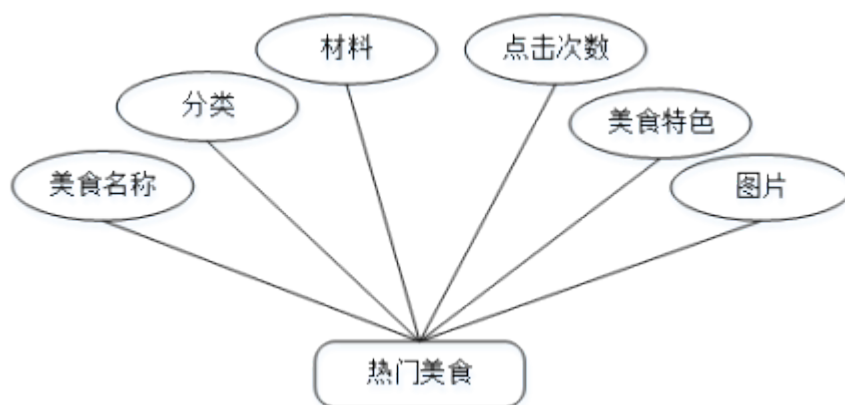 材料
点击次数
分类
美食特色
美食名称
图片
热门美食